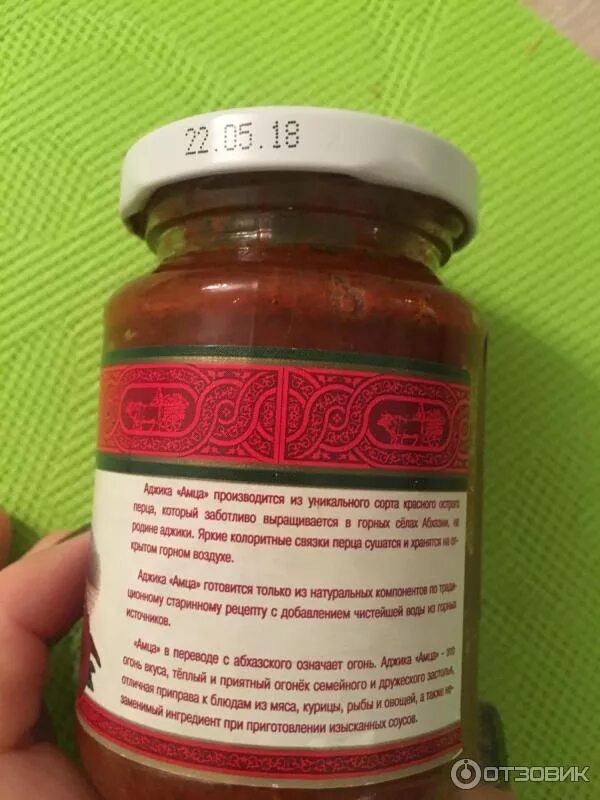 22.05.18
Аджика «Амца» производится из уникального сорта красного острого
перца, который заботливо выращивается в горных сёлах Абхазии, на
родине аджики. Яркие колоритные связки перца сушатся и хранятся на от-
крытом горном воздухе.
Аджика «Амца» готовится только из натуральных компонентов по тради-
ционному старинному рецепту с добавлением чистейшей воды из горных
источников.
«Амца» в переводе с абхазского означает огонь. Аджика «Амца» - это
огонь вкуса, тёплый и приятный огонёк семейного и дружеского застолья,
отличная приправа к блюдам из мяса, курицы, рыбы и овощей, а также не-
заменимый ингредиент при приготовлении изысканных соусов.
ОТЗОВИК